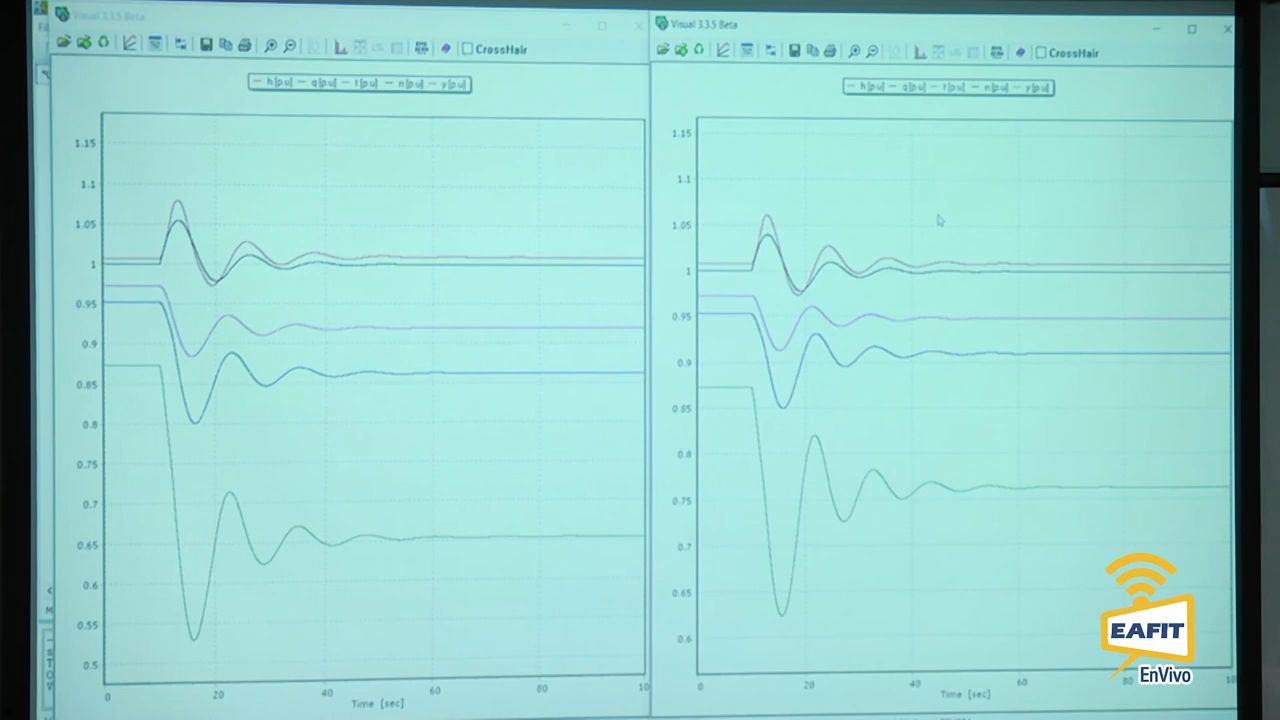 Visual 3.3.5 Beta
CrossHair
h[pu] q[pu] t[pu] n[pu] y[pu]
1.15
1.1
1.05
1
0.95
0.9
0.85
0.8
0.75
0.7
0.65
0.6
0.55
0.5
0 20 40 60 80 10
Time [sec]
Visual 3.3.5 Beta
CrossHair
h[pu] q[pu] t[pu] n[pu] y[pu]
1.15
1.1
1.05
1
0.95
0.9
0.85
0.8
0.75
0.7
0.65
0.6
0 20 40 60 80 10
Time [sec]
EAFIT
EnVivo